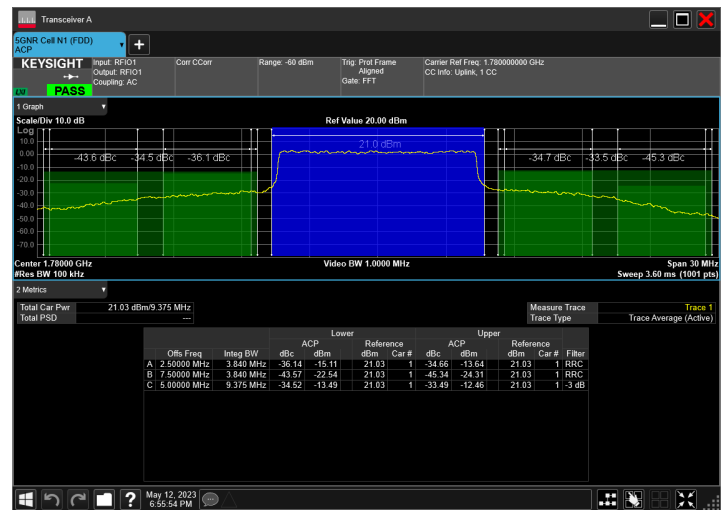 Transceiver A
5GNR Cell N1 (FDD)
ACP
KEYSIGHT
LXI
PASS
Input: RFIO1
Output: RFIO1
Coupling: AC
Corr CCorr
Range: -60 dBm
Trig: Prot Frame
Aligned
Gate: FFT
Carrier Ref Freq: 1.780000000 GHz
CC Info: Uplink, 1 CC
1 Graph
Scale/Div 10.0 dB
Ref Value 20.00 dBm
Log
10.0
0.00
-10.0
-20.0
-30.0
-40.0
-50.0
-60.0
-70.0
-43.6 dBc
-34.5 dBc
-36.1 dBc
21.0 dBm
-34.7 dBc
-33.5 dBc
-45.3 dBc
Center 1.78000 GHz
#Res BW 100 kHz
Video BW 1.0000 MHz
Span 30 MHz
Sweep 3.60 ms (1001 pts)
2 Metrics
Total Car Pwr 21.03 dBm/9.375 MHz
Total PSD ---
Measure Trace Trace 1
Trace Type Trace Average (Active)
Lower Upper
ACP Reference ACP Reference
Offs Freq Integ BW dBc dBm dBm Car # dBc dBm dBm Car # Filter
A 2.50000 MHz 3.840 MHz -36.14 -15.11 21.03 1 -34.66 -13.64 21.03 1 RRC
B 7.50000 MHz 3.840 MHz -43.57 -22.54 21.03 1 -45.34 -24.31 21.03 1 RRC
C 5.00000 MHz 9.375 MHz -34.52 -13.49 21.03 1 -33.49 -12.46 21.03 1 -3 dB
May 12, 2023
6:55:54 PM